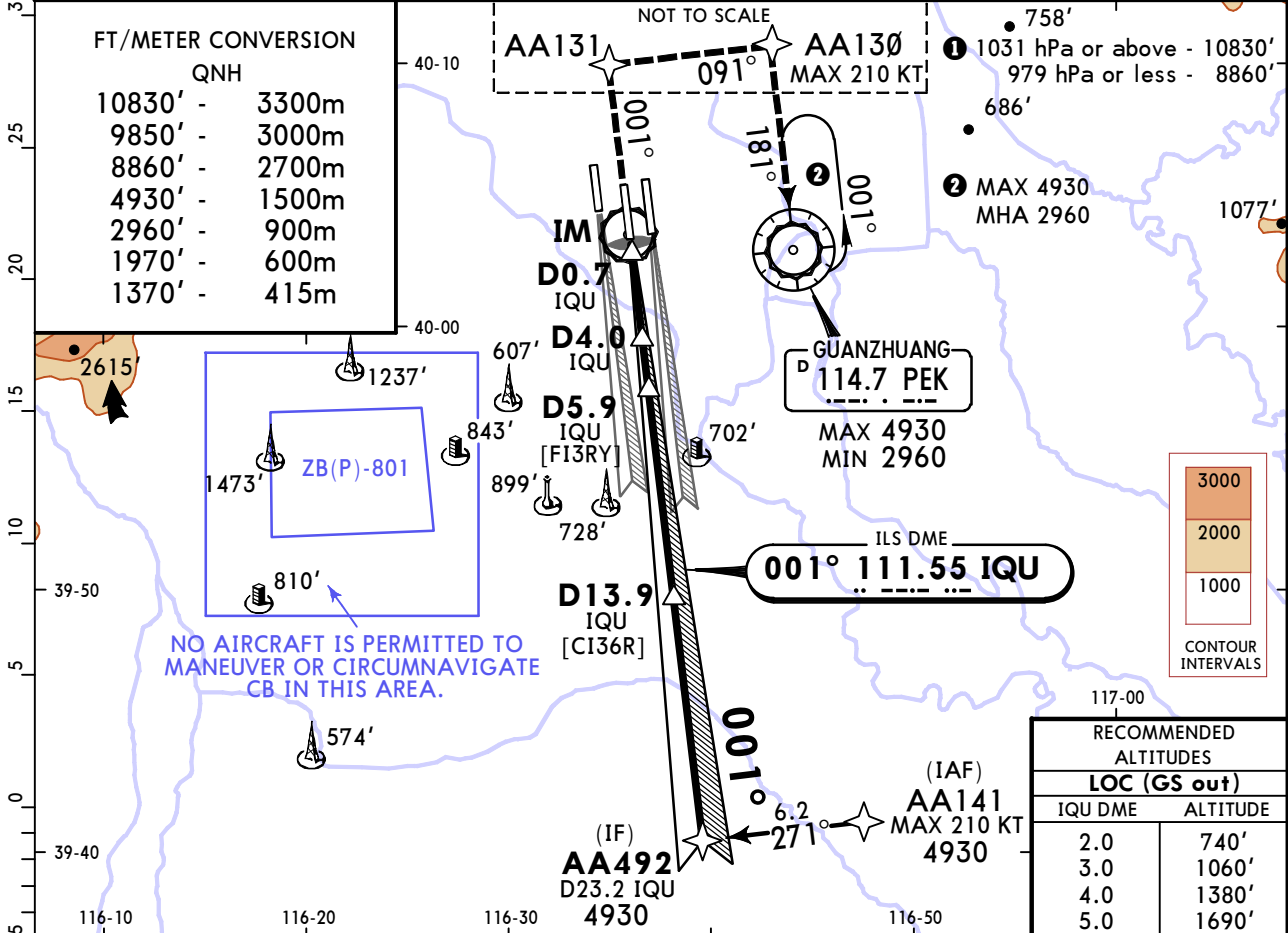 FT/METER CONVERSION
QNH
10830' - 3300m
9850' - 3000m
8860' - 2700m
4930' - 1500m
2960' - 900m
1970' - 600m
1370' - 415m
NOT TO SCALE
AA131
AA130
MAX 210 KT
091°
001°
181°
2
001°
758'
1 1031 hPa or above - 10830'
979 hPa or less - 8860'
686'
2 MAX 4930
MHA 2960
1077'
40-10
25
20
15
10
5
0
5
40-00
IM
D0.7
IQU
D4.0
IQU
D5.9
IQU
[FI3RY]
GUANZHUANG
D 114.7 PEK
MAX 4930
MIN 2960
2615'
1237'
607'
843'
702'
1473'
ZB(P)-801
899'
728'
ILS DME
001° 111.55 IQU
3000
2000
1000
CONTOUR
INTERVALS
39-50
810'
D13.9
IQU
[CI36R]
NO AIRCRAFT IS PERMITTED TO
MANEUVER OR CIRCUMNAVIGATE
CB IN THIS AREA.
574'
001°
117-00
6.2
271°
(IAF)
AA141
MAX 210 KT
4930
(IF)
AA492
D23.2 IQU
4930
39-40
116-10
116-20
116-30
116-50
RECOMMENDED
ALTITUDES
LOC (GS out)
IQU DME ALTITUDE
2.0 740'
3.0 1060'
4.0 1380'
5.0 1690'